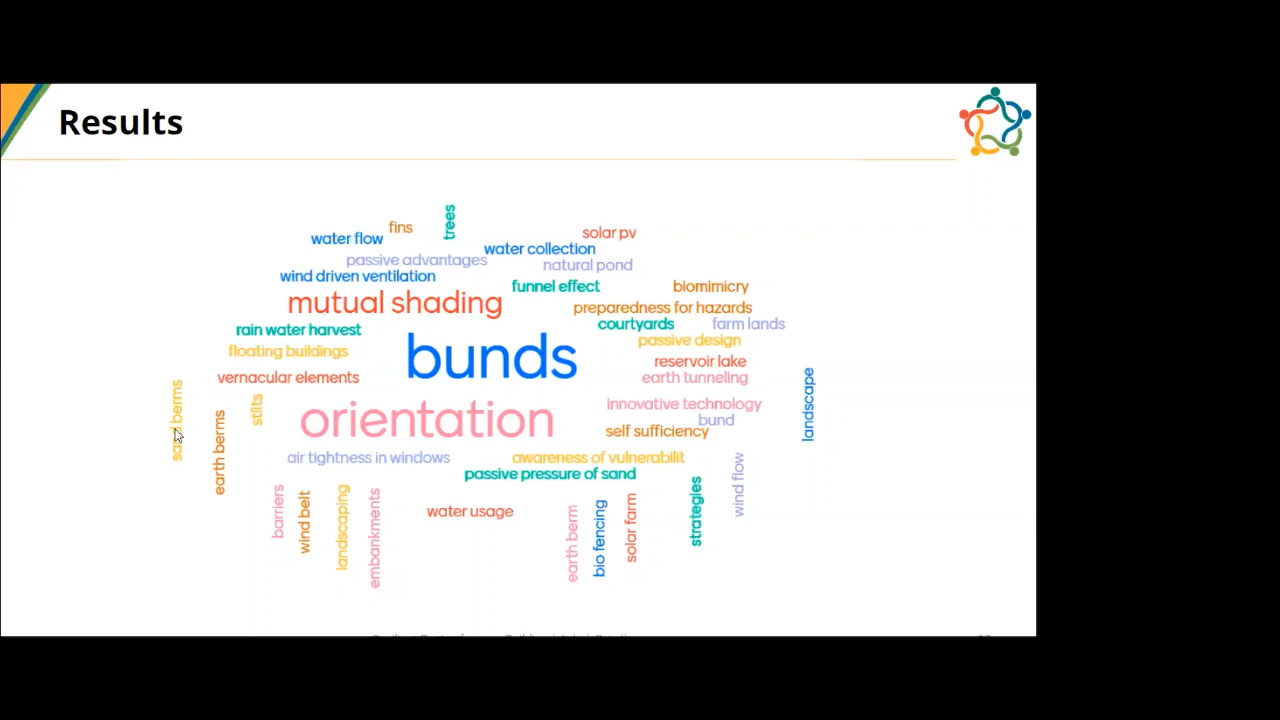 Results
trees
fins
solar pv
water flow
water collection
passive advantages
natural pond
wind driven ventilation
funnel effect
biomimicry
mutual shading
preparedness for hazards
rain water harvest
courtyards
farm lands
passive design
floating buildings
bunds
reservoir lake
vernacular elements
earth tunneling
landscape
sand berms
stilts
innovative technology
orientation
bund
earth berms
self sufficiency
air tightness in windows
awareness of vulnerabilit
passive pressure of sand
wind flow
barriers
wind belt
landscaping
embankments
water usage
earth berm
bio fencing
solar farm
strategies